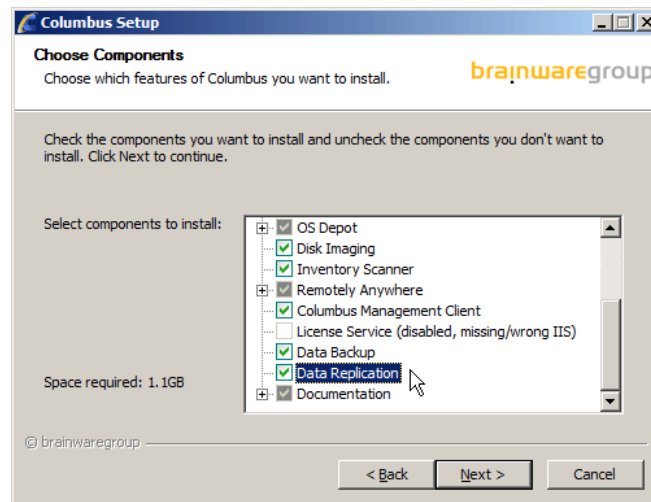 Columbus Setup
Choose Components
Choose which features of Columbus you want to install.
brainwaregroup
Check the components you want to install and uncheck the components you don't want to
install. Click Next to continue.
Select components to install:
OS Depot
Disk Imaging
Inventory Scanner
Remotely Anywhere
Columbus Management Client
License Service (disabled, missing/wrong IIS)
Data Backup
Data Replication
Documentation
Space required: 1.1GB
© brainwaregroup
< Back
Next >
Cancel